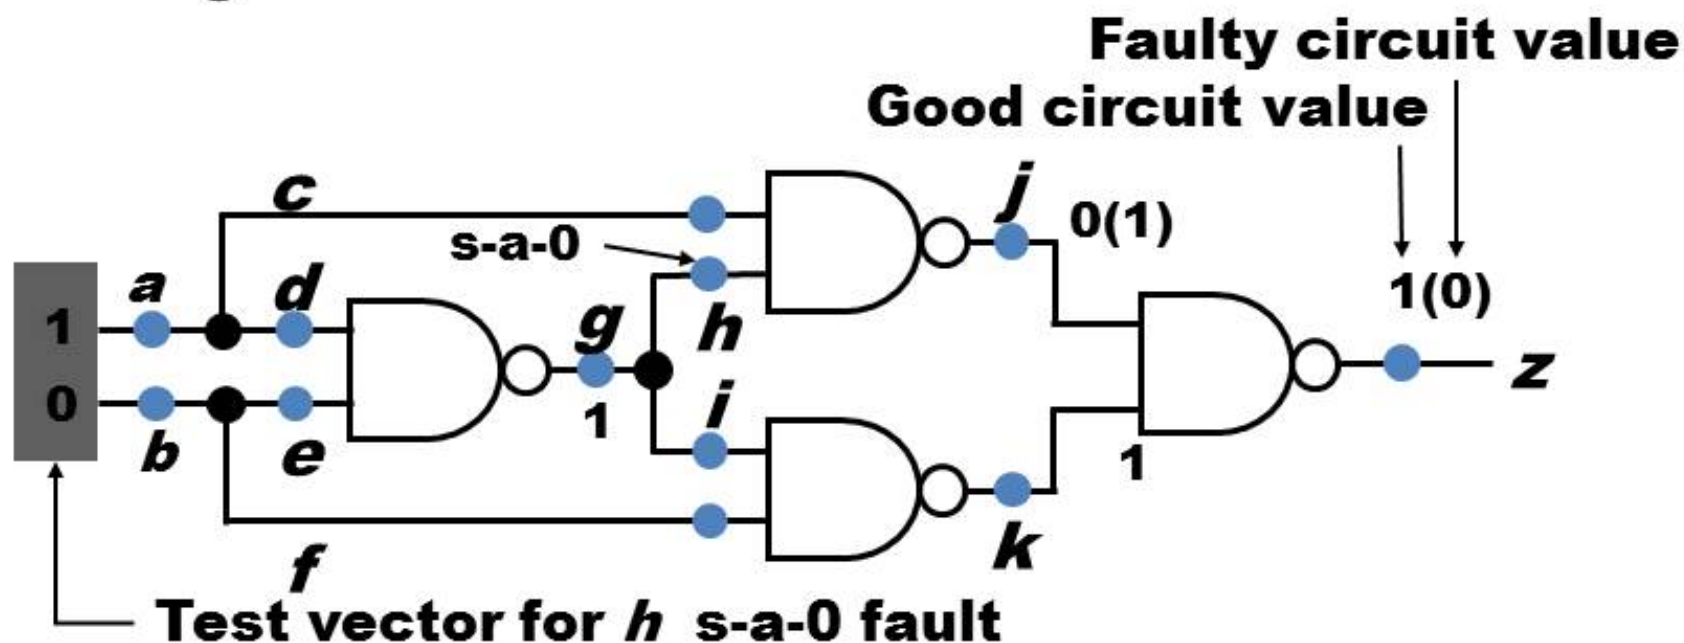 Faulty circuit value
Good circuit value
c
j
0(1)
s-a-0
1(0)
a
d
1
g
h
z
0
1
i
b
e
1
k
f
Test vector for h s-a-0 fault